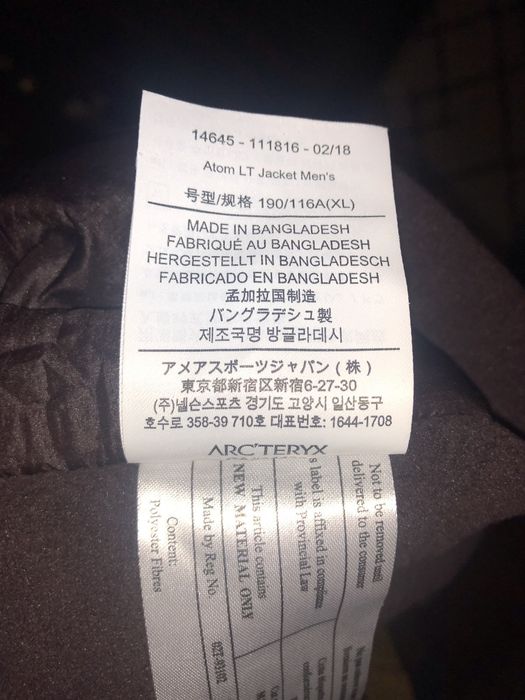 14645 - 111816 - 02/18
Atom LT Jacket Men's
号型/规格 190/116A(XL)
MADE IN BANGLADESH
FABRIQUÉ AU BANGLADESH
HERGESTELLT IN BANGLADESCH
FABRICADO EN BANGLADESH
孟加拉国制造
バングラデシュ製
제조국명 방글라데시
アメアスポーツジャパン ( 株 )
東京都新宿区新宿6-27-30
(주)넬슨스포츠 경기도 고양시 일산동구
호수로 358-39 710호 대표번호: 1644-1708
ARC'TERYX
Not to be removed until
delivered to the consumer
label is affixed in compliance
with Provincial Law
This article contains
NEW MATERIAL ONLY
Made by Reg No.
Content:
Polyester Fibres